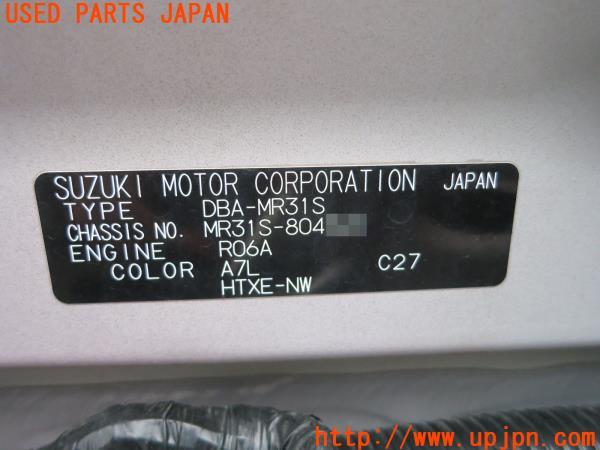 USED PARTS JAPAN
SUZUKI MOTOR CORPORATION JAPAN
TYPE DBA-MR31S
CHASSIS NO. MR31S-804
ENGINE R06A
COLOR A7L C27
HTXE-NW
http://www.upjpn.com